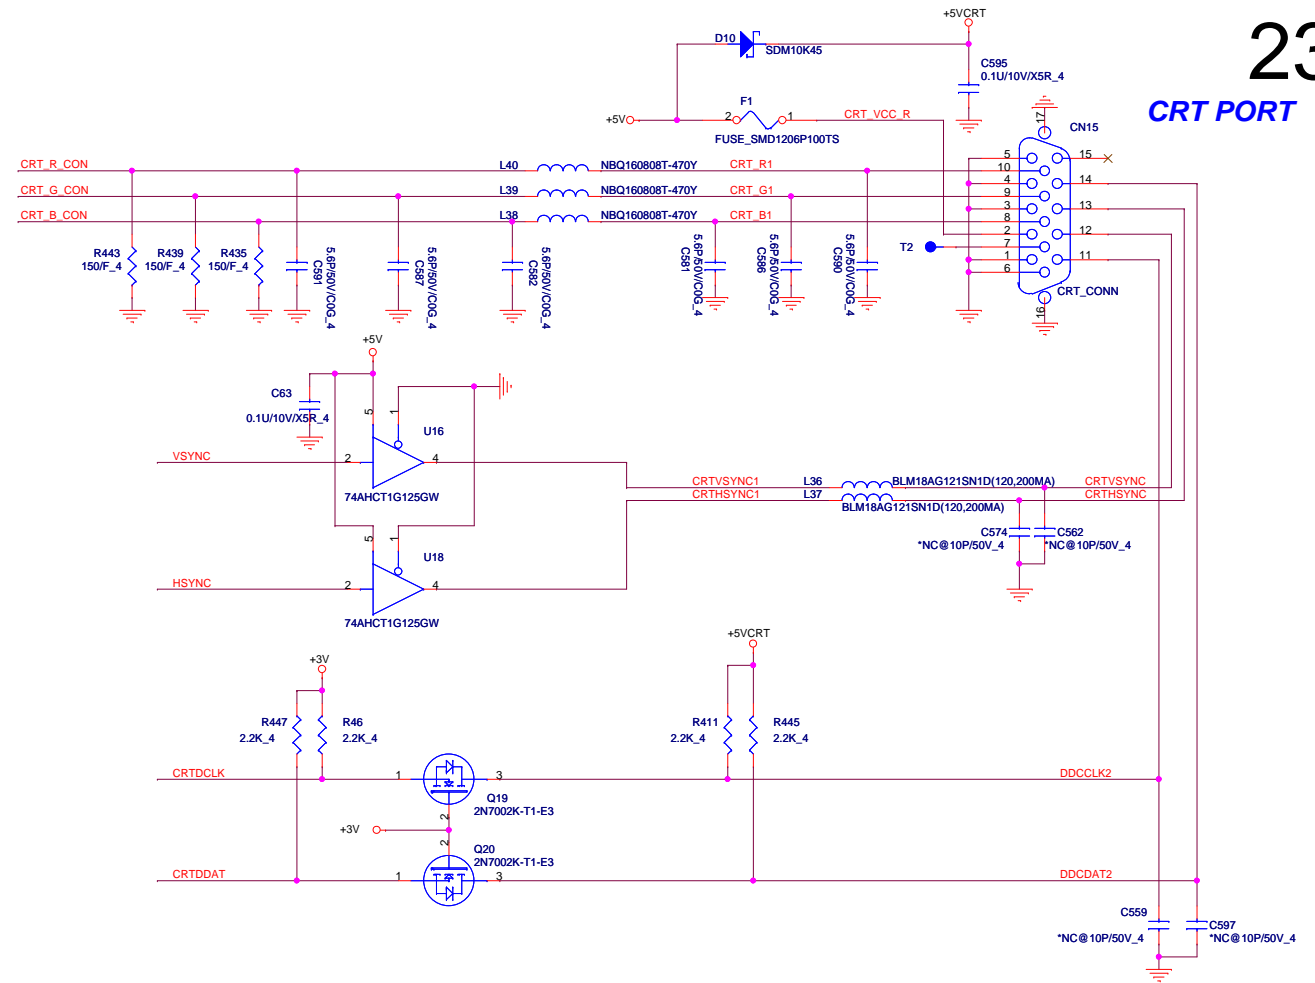 +5VCRT
23
D10
SDM10K45
C595
0.1U/10V/X5R_4
CRT PORT
F1
+5V
2
1
CRT_VCC_R
FUSE_SMD1206P100TS
17
CN15
CRT_R_CON
L40
NBQ160808T-470Y
CRT_R1
CRT_G_CON
L39
NBQ160808T-470Y
CRT_G1
CRT_B_CON
L38
NBQ160808T-470Y
CRT_B1
5
10
4
9
3
8
2
7
1
6
15
14
13
12
11
T2
CRT_CONN
16
R443
150/F_4
R439
150/F_4
R435
150/F_4
C591
5.6P/50V/C0G_4
C587
5.6P/50V/C0G_4
C582
5.6P/50V/C0G_4
C581
5.6P/50V/C0G_4
C586
5.6P/50V/C0G_4
C590
5.6P/50V/C0G_4
+5V
C63
0.1U/10V/X5R_4
5
1
U16
VSYNC
2
4
74AHCT1G125GW
CRTVSYNC1
L36
BLM18AG121SN1D(120,200MA)
CRTVSYNC
CRTHSYNC1
L37
BLM18AG121SN1D(120,200MA)
CRTHSYNC
C574
*NC@10P/50V_4
C562
*NC@10P/50V_4
5
1
U18
HSYNC
2
4
74AHCT1G125GW
+3V
+5VCRT
R447
2.2K_4
R46
2.2K_4
R411
2.2K_4
R445
2.2K_4
CRTDCLK
1
3
DDCCLK2
Q19
2N7002K-T1-E3
2
+3V
2
Q20
2N7002K-T1-E3
CRTDDAT
1
3
DDCDAT2
C559
*NC@10P/50V_4
C597
*NC@10P/50V_4